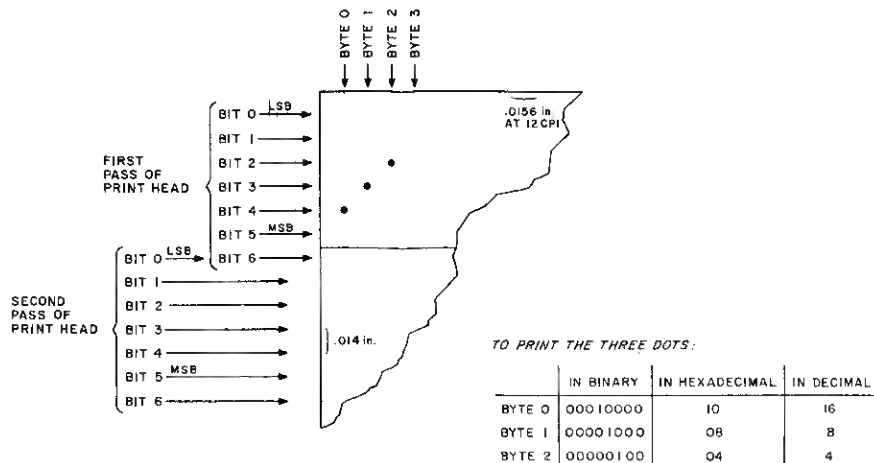 BYTE 0
BYTE 1
BYTE 2
BYTE 3
FIRST
PASS OF
PRINT HEAD
BIT 0 LSB
BIT 1
BIT 2
BIT 3
BIT 4
BIT 5 MSB
BIT 6
.0156 in
AT 12 CPI
SECOND
PASS OF
PRINT HEAD
BIT 0 LSB
BIT 1
BIT 2
BIT 3
BIT 4
BIT 5 MSB
BIT 6
.014 in.
TO PRINT THE THREE DOTS:
IN BINARY IN HEXADECIMAL IN DECIMAL
BYTE 0 00010000 10 16
BYTE 1 00001000 08 8
BYTE 2 00000100 04 4